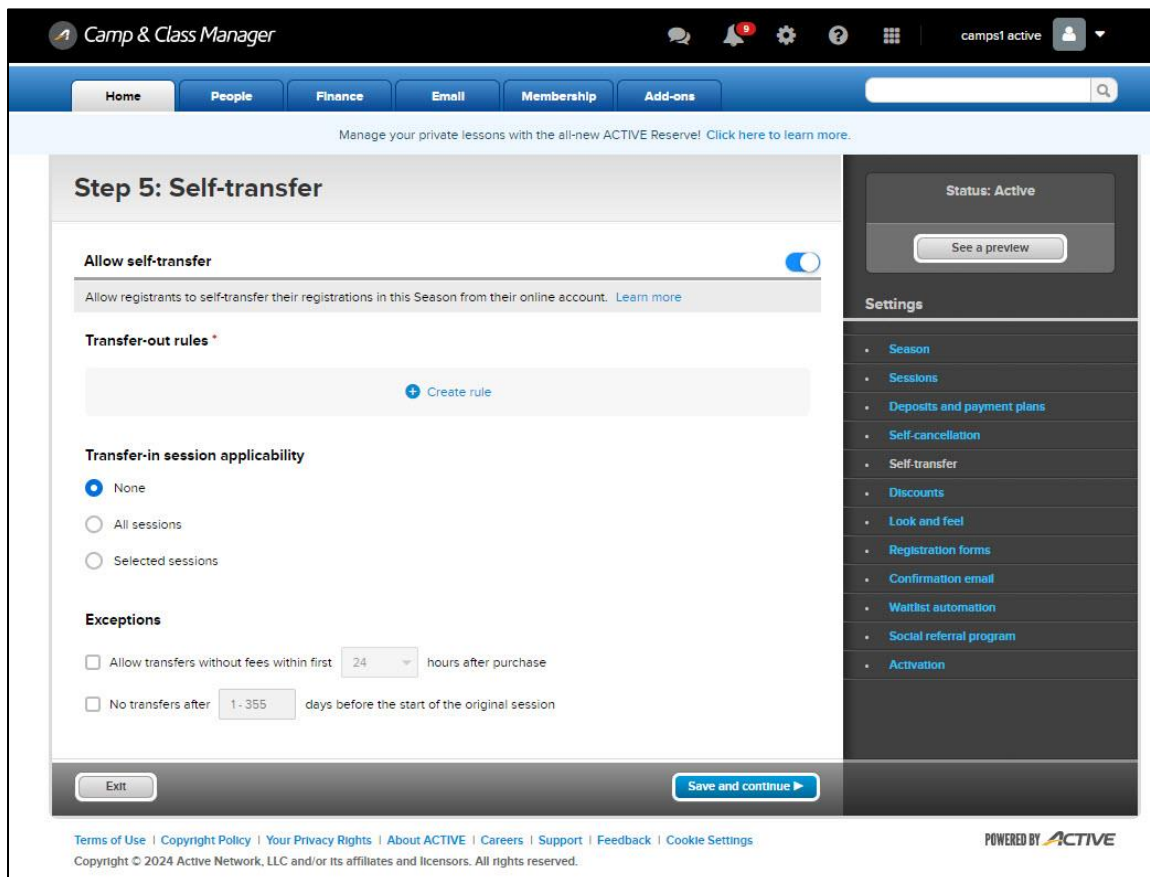 Camp & Class Manager
9
camps1 active
Home
People
Finance
Email
Membership
Add-ons
Manage your private lessons with the all-new ACTIVE Reserve! Click here to learn more.
Step 5: Self-transfer
Allow self-transfer
Allow registrants to self-transfer their registrations in this Season from their online account. Learn more
Transfer-out rules *
Create rule
Transfer-in session applicability
None
All sessions
Selected sessions
Exceptions
Allow transfers without fees within first 24 hours after purchase
No transfers after 1 - 355 days before the start of the original session
Exit
Save and continue
Status: Active
See a preview
Settings
Season
Sessions
Deposits and payment plans
Self-cancellation
Self-transfer
Discounts
Look and feel
Registration forms
Confirmation email
Waitlist automation
Social referral program
Activation
Terms of Use | Copyright Policy | Your Privacy Rights | About ACTIVE | Careers | Support | Feedback | Cookie Settings
Copyright © 2024 Active Network, LLC and/or its affiliates and licensors. All rights reserved.
POWERED BY ACTIVE